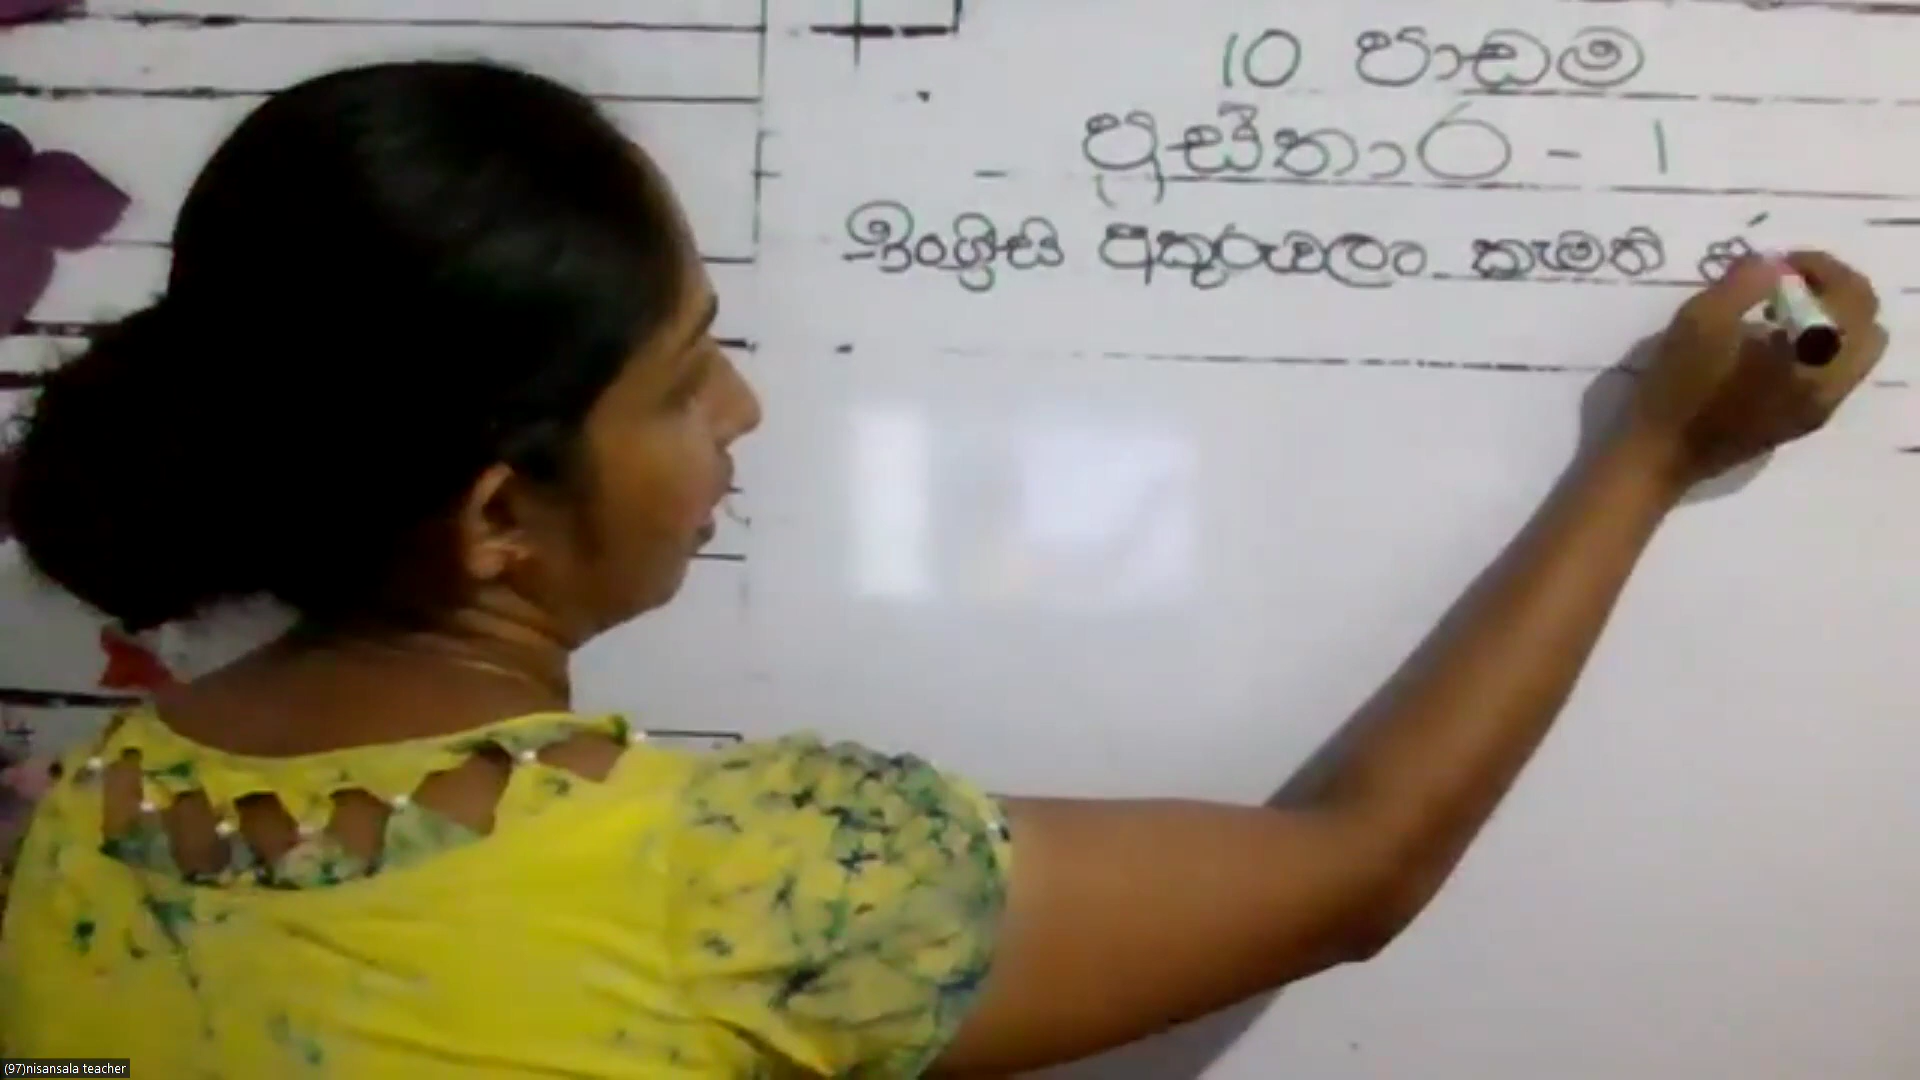 10 පාඩම
ප්‍රස්තාර - 1
ඉංග්‍රීසි අකුරුවලට කැමති
(97)nisansala teacher